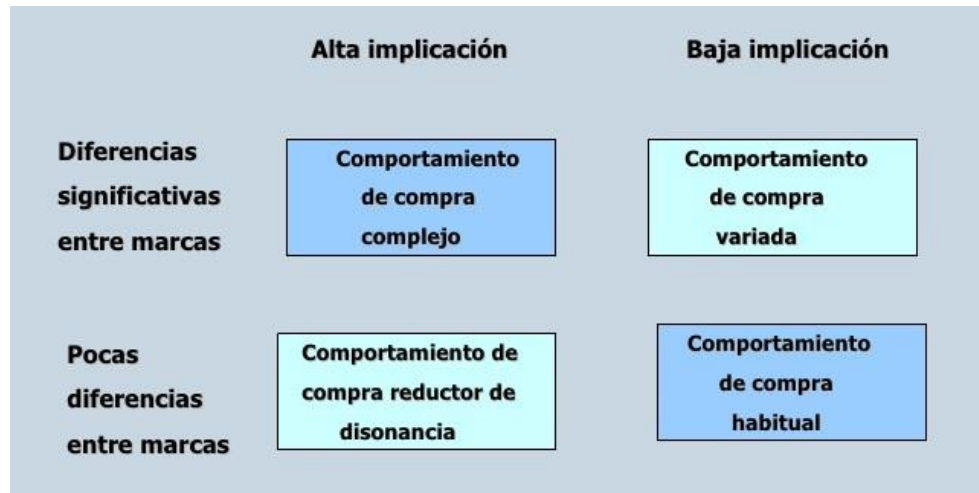 Alta implicación
Baja implicación
Diferencias
significativas
entre marcas
Comportamiento
de compra
complejo
Comportamiento
de compra
variada
Pocas
diferencias
entre marcas
Comportamiento de
compra reductor de
disonancia
Comportamiento
de compra
habitual